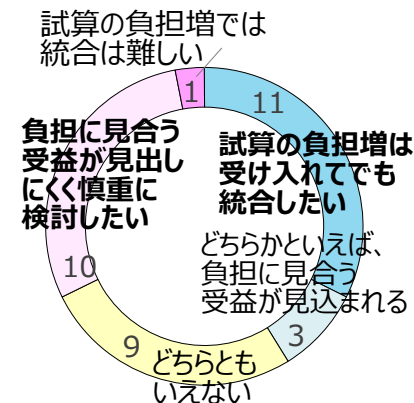 試算の負担増では
統合は難しい
1
11
試算の負担増は
受け入れてでも
統合したい
負担に見合う
受益が見出し
にくく慎重に
検討したい
どちらかといえば、
負担に見合う
受益が見込まれる
10
3
9
どちらとも
いえない